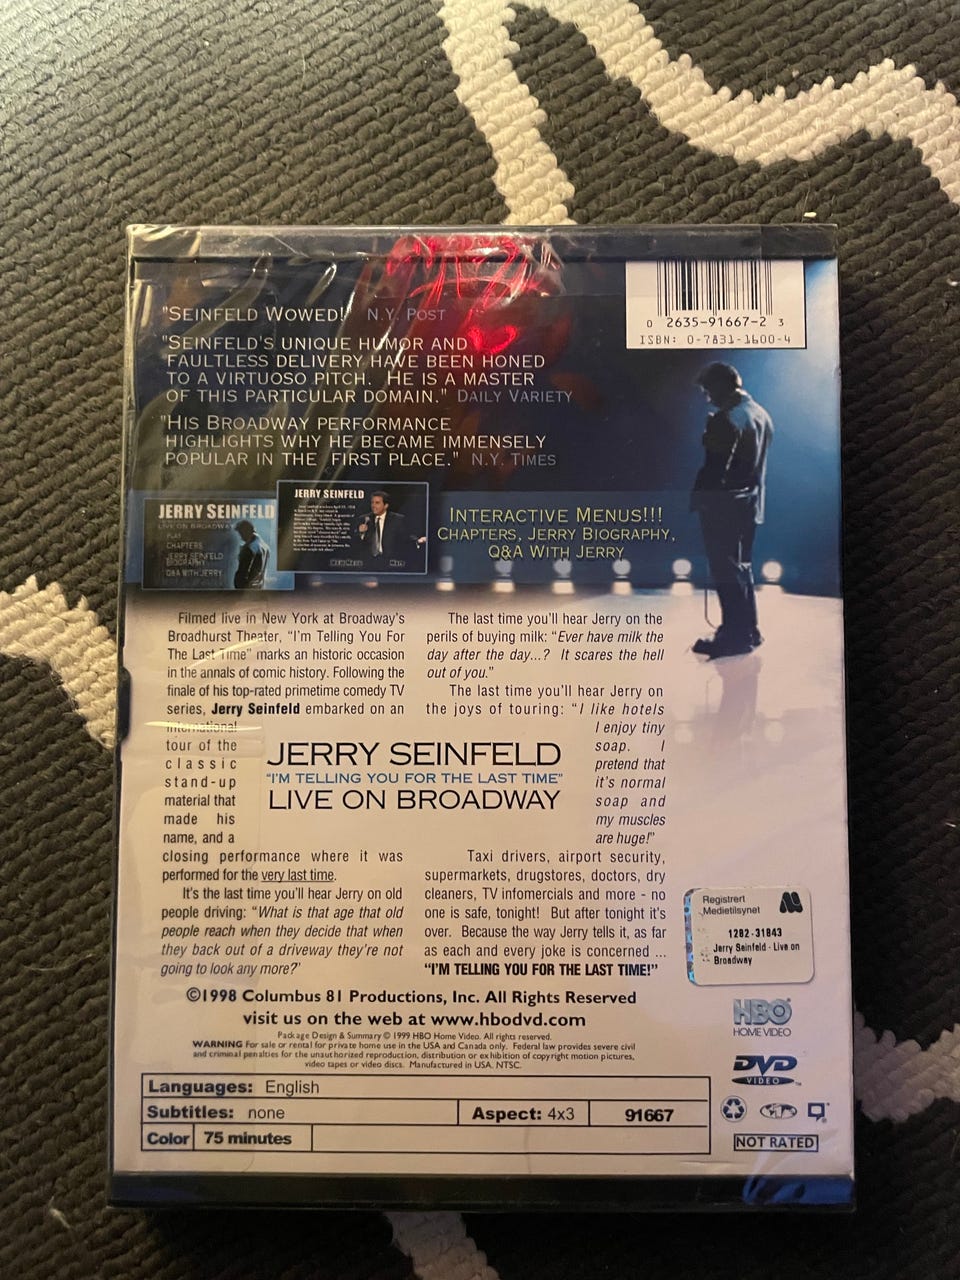 "SEINFELD WOWED!" N.Y. POST
"SEINFELD'S UNIQUE HUMOR AND
FAULTLESS DELIVERY HAVE BEEN HONED
TO A VIRTUOSO PITCH. HE IS A MASTER
OF THIS PARTICULAR DOMAIN." DAILY VARIETY
"HIS BROADWAY PERFORMANCE
HIGHLIGHTS WHY HE BECAME IMMENSELY
POPULAR IN THE FIRST PLACE." N.Y. TIMES
0 2635-91667-2 3
ISBN: 0-7831-1600-4
JERRY SEINFELD
LIVE ON BROADWAY
PLAY
CHAPTERS
JERRY SEINFELD
BIOGRAPHY
Q&A WITH JERRY
JERRY SEINFELD
Main Menu
More
INTERACTIVE MENUS!!!
CHAPTERS, JERRY BIOGRAPHY,
Q&A WITH JERRY
Filmed live in New York at Broadway's
Broadhurst Theater, "I'm Telling You For
The Last Time" marks an historic occasion
in the annals of comic history. Following the
finale of his top-rated primetime comedy TV
series, Jerry Seinfeld embarked on an
international
tour of the
classic
stand-up
material that
made his
name, and a
closing performance where it was
performed for the very last time.
It's the last time you'll hear Jerry on old
people driving: "What is that age that old
people reach when they decide that when
they back out of a driveway they're not
going to look any more?"
JERRY SEINFELD
"I'M TELLING YOU FOR THE LAST TIME"
LIVE ON BROADWAY
The last time you'll hear Jerry on the
perils of buying milk: "Ever have milk the
day after the day...? It scares the hell
out of you."
The last time you'll hear Jerry on
the joys of touring: "I like hotels
I enjoy tiny
soap. I
pretend that
it's normal
soap and
my muscles
are huge!"
Taxi drivers, airport security,
supermarkets, drugstores, doctors, dry
cleaners, TV infomercials and more - no
one is safe, tonight! But after tonight it's
over. Because the way Jerry tells it, as far
as each and every joke is concerned ...
"I'M TELLING YOU FOR THE LAST TIME!"
Registrert
Medietilsynet
1282-31843
Jerry Seinfeld - Live on
Broadway
©1998 Columbus 81 Productions, Inc. All Rights Reserved
visit us on the web at www.hbodvd.com
Package Design & Summary © 1999 HBO Home Video. All rights reserved.
WARNING For sale or rental for private home use in the USA and Canada only. Federal law provides severe civil
and criminal penalties for the unauthorized reproduction, distribution or exhibition of copyright motion pictures,
video tapes or video discs. Manufactured in USA. NTSC.
HBO
HOME VIDEO
DVD
VIDEO
TM
Languages: English
Subtitles: none
Aspect: 4x3
91667
Color
75 minutes
NOT RATED